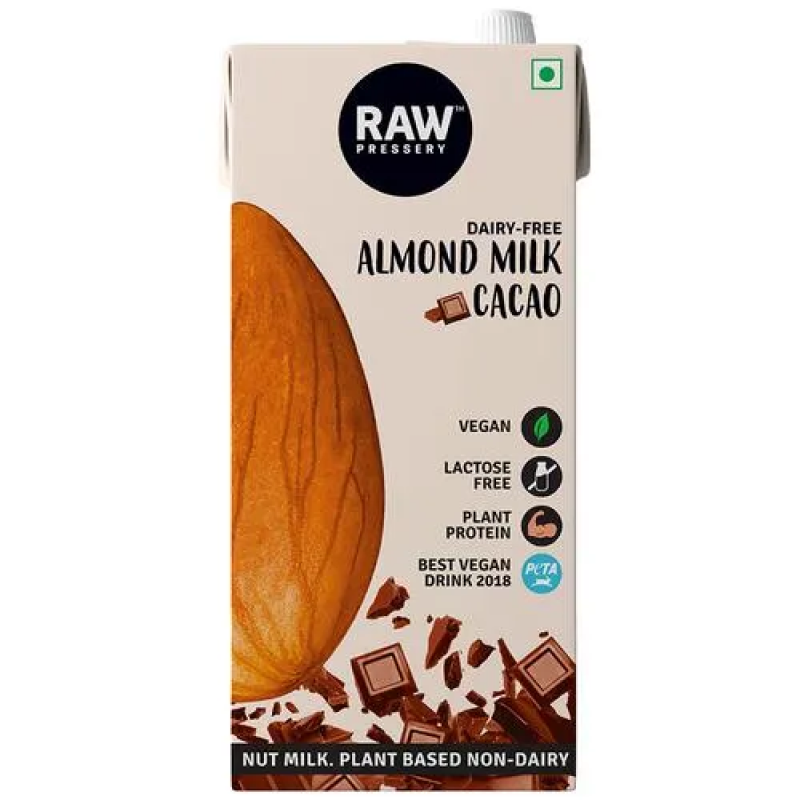 RAW™
PRESSERY
DAIRY-FREE
ALMOND MILK
CACAO
VEGAN
LACTOSE
FREE
PLANT
PROTEIN
BEST VEGAN
DRINK 2018
PETA
NUT MILK. PLANT BASED NON-DAIRY